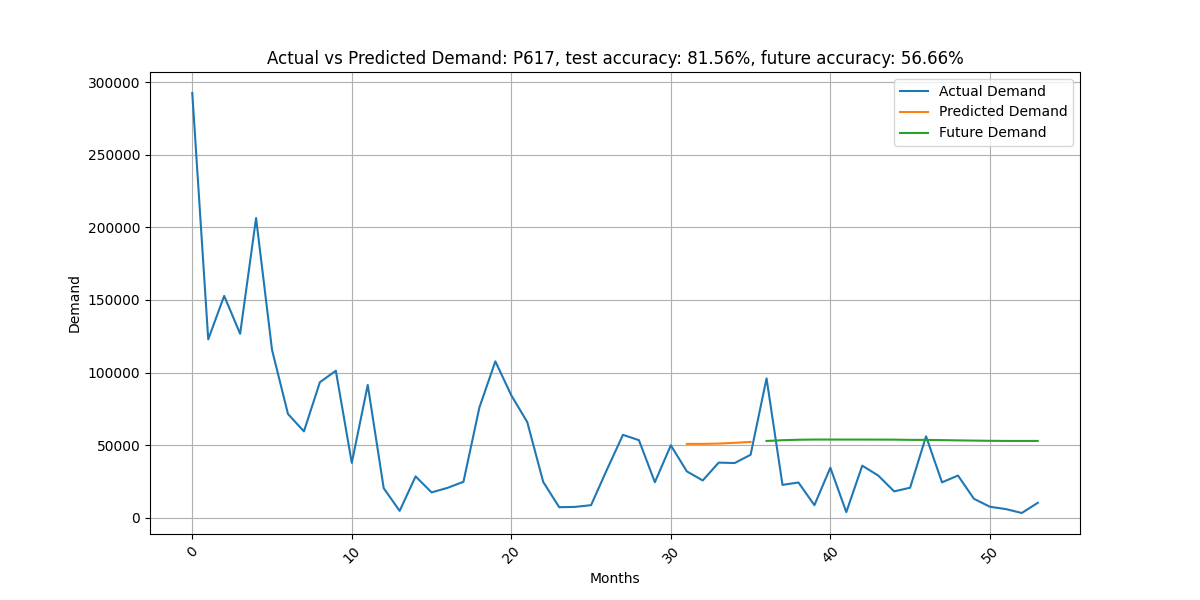 Actual vs Predicted Demand: P617, test accuracy: 81.56%, future accuracy: 56.66%
Actual Demand
Predicted Demand
Future Demand
Demand
300000
250000
200000
150000
100000
50000
0
0
10
20
30
40
50
Months